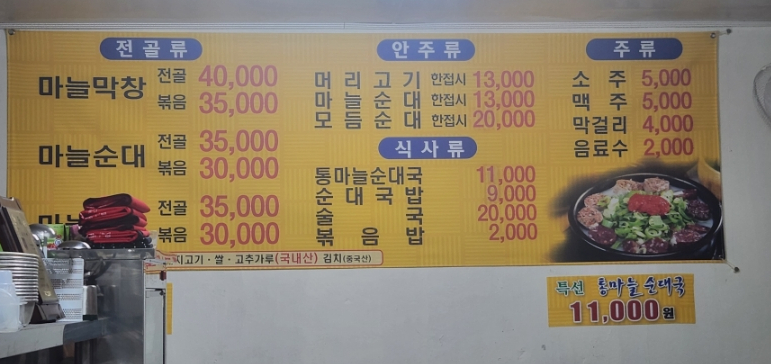 전골류
마늘막창 전골 40,000
볶음 35,000
마늘순대 전골 35,000
볶음 30,000
전골 35,000
볶음 30,000
안주류
머리고기 한접시 13,000
마늘순대 한접시 13,000
모듬순대 한접시 20,000
식사류
통마늘순대국 11,000
순대국밥 9,000
술국 20,000
볶음밥 2,000
주류
소주 5,000
맥주 5,000
막걸리 4,000
음료수 2,000
지고기 · 쌀 · 고추가루(국내산) 김치(중국산)
특선 통마늘 순대국
11,000원